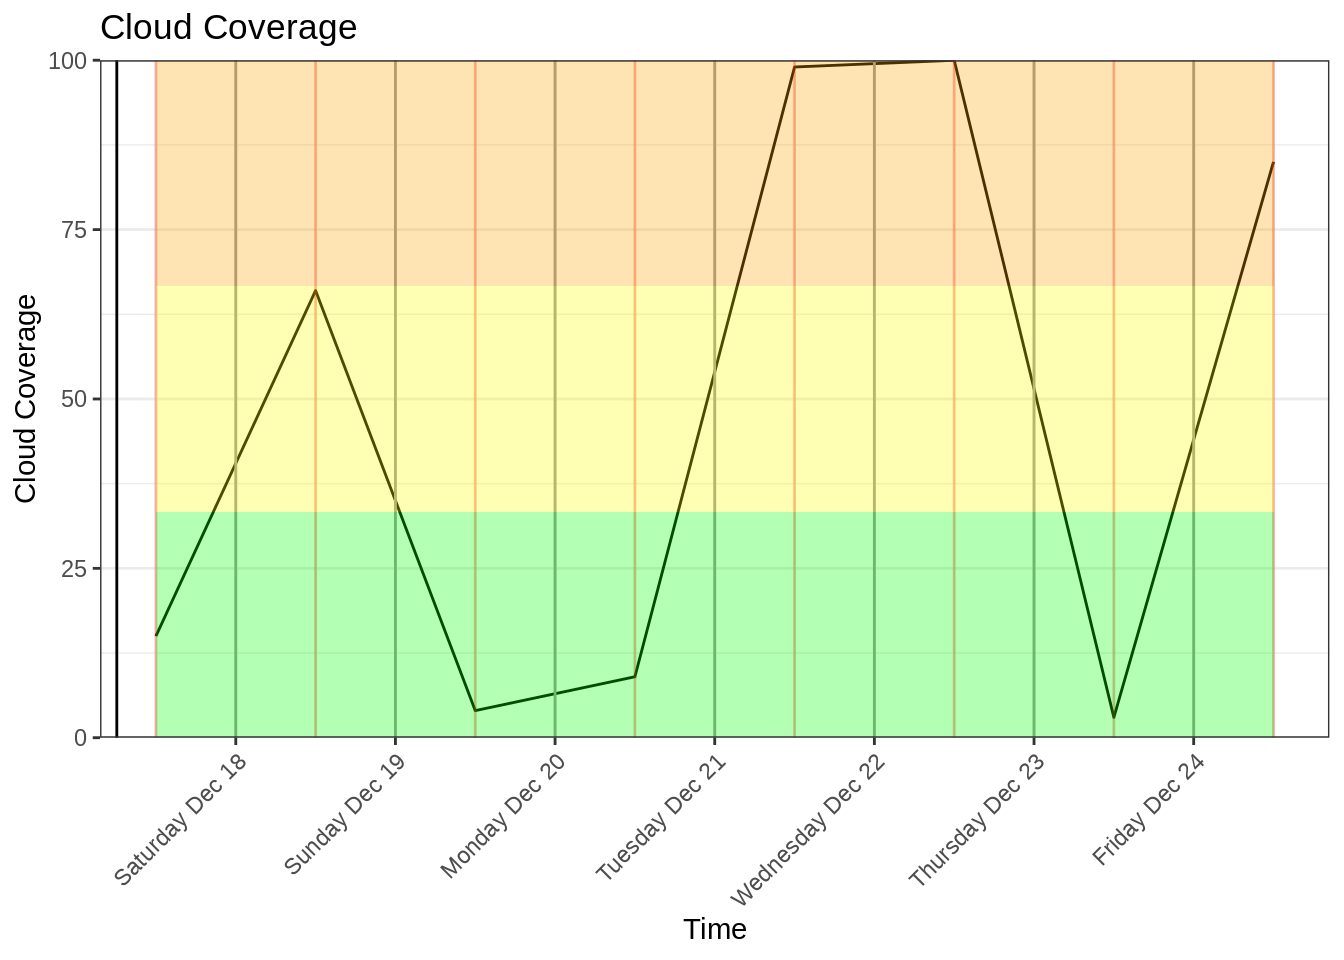 Cloud Coverage
100
75
50
25
0
Cloud Coverage
Saturday Dec 18
Sunday Dec 19
Monday Dec 20
Tuesday Dec 21
Wednesday Dec 22
Thursday Dec 23
Friday Dec 24
Time